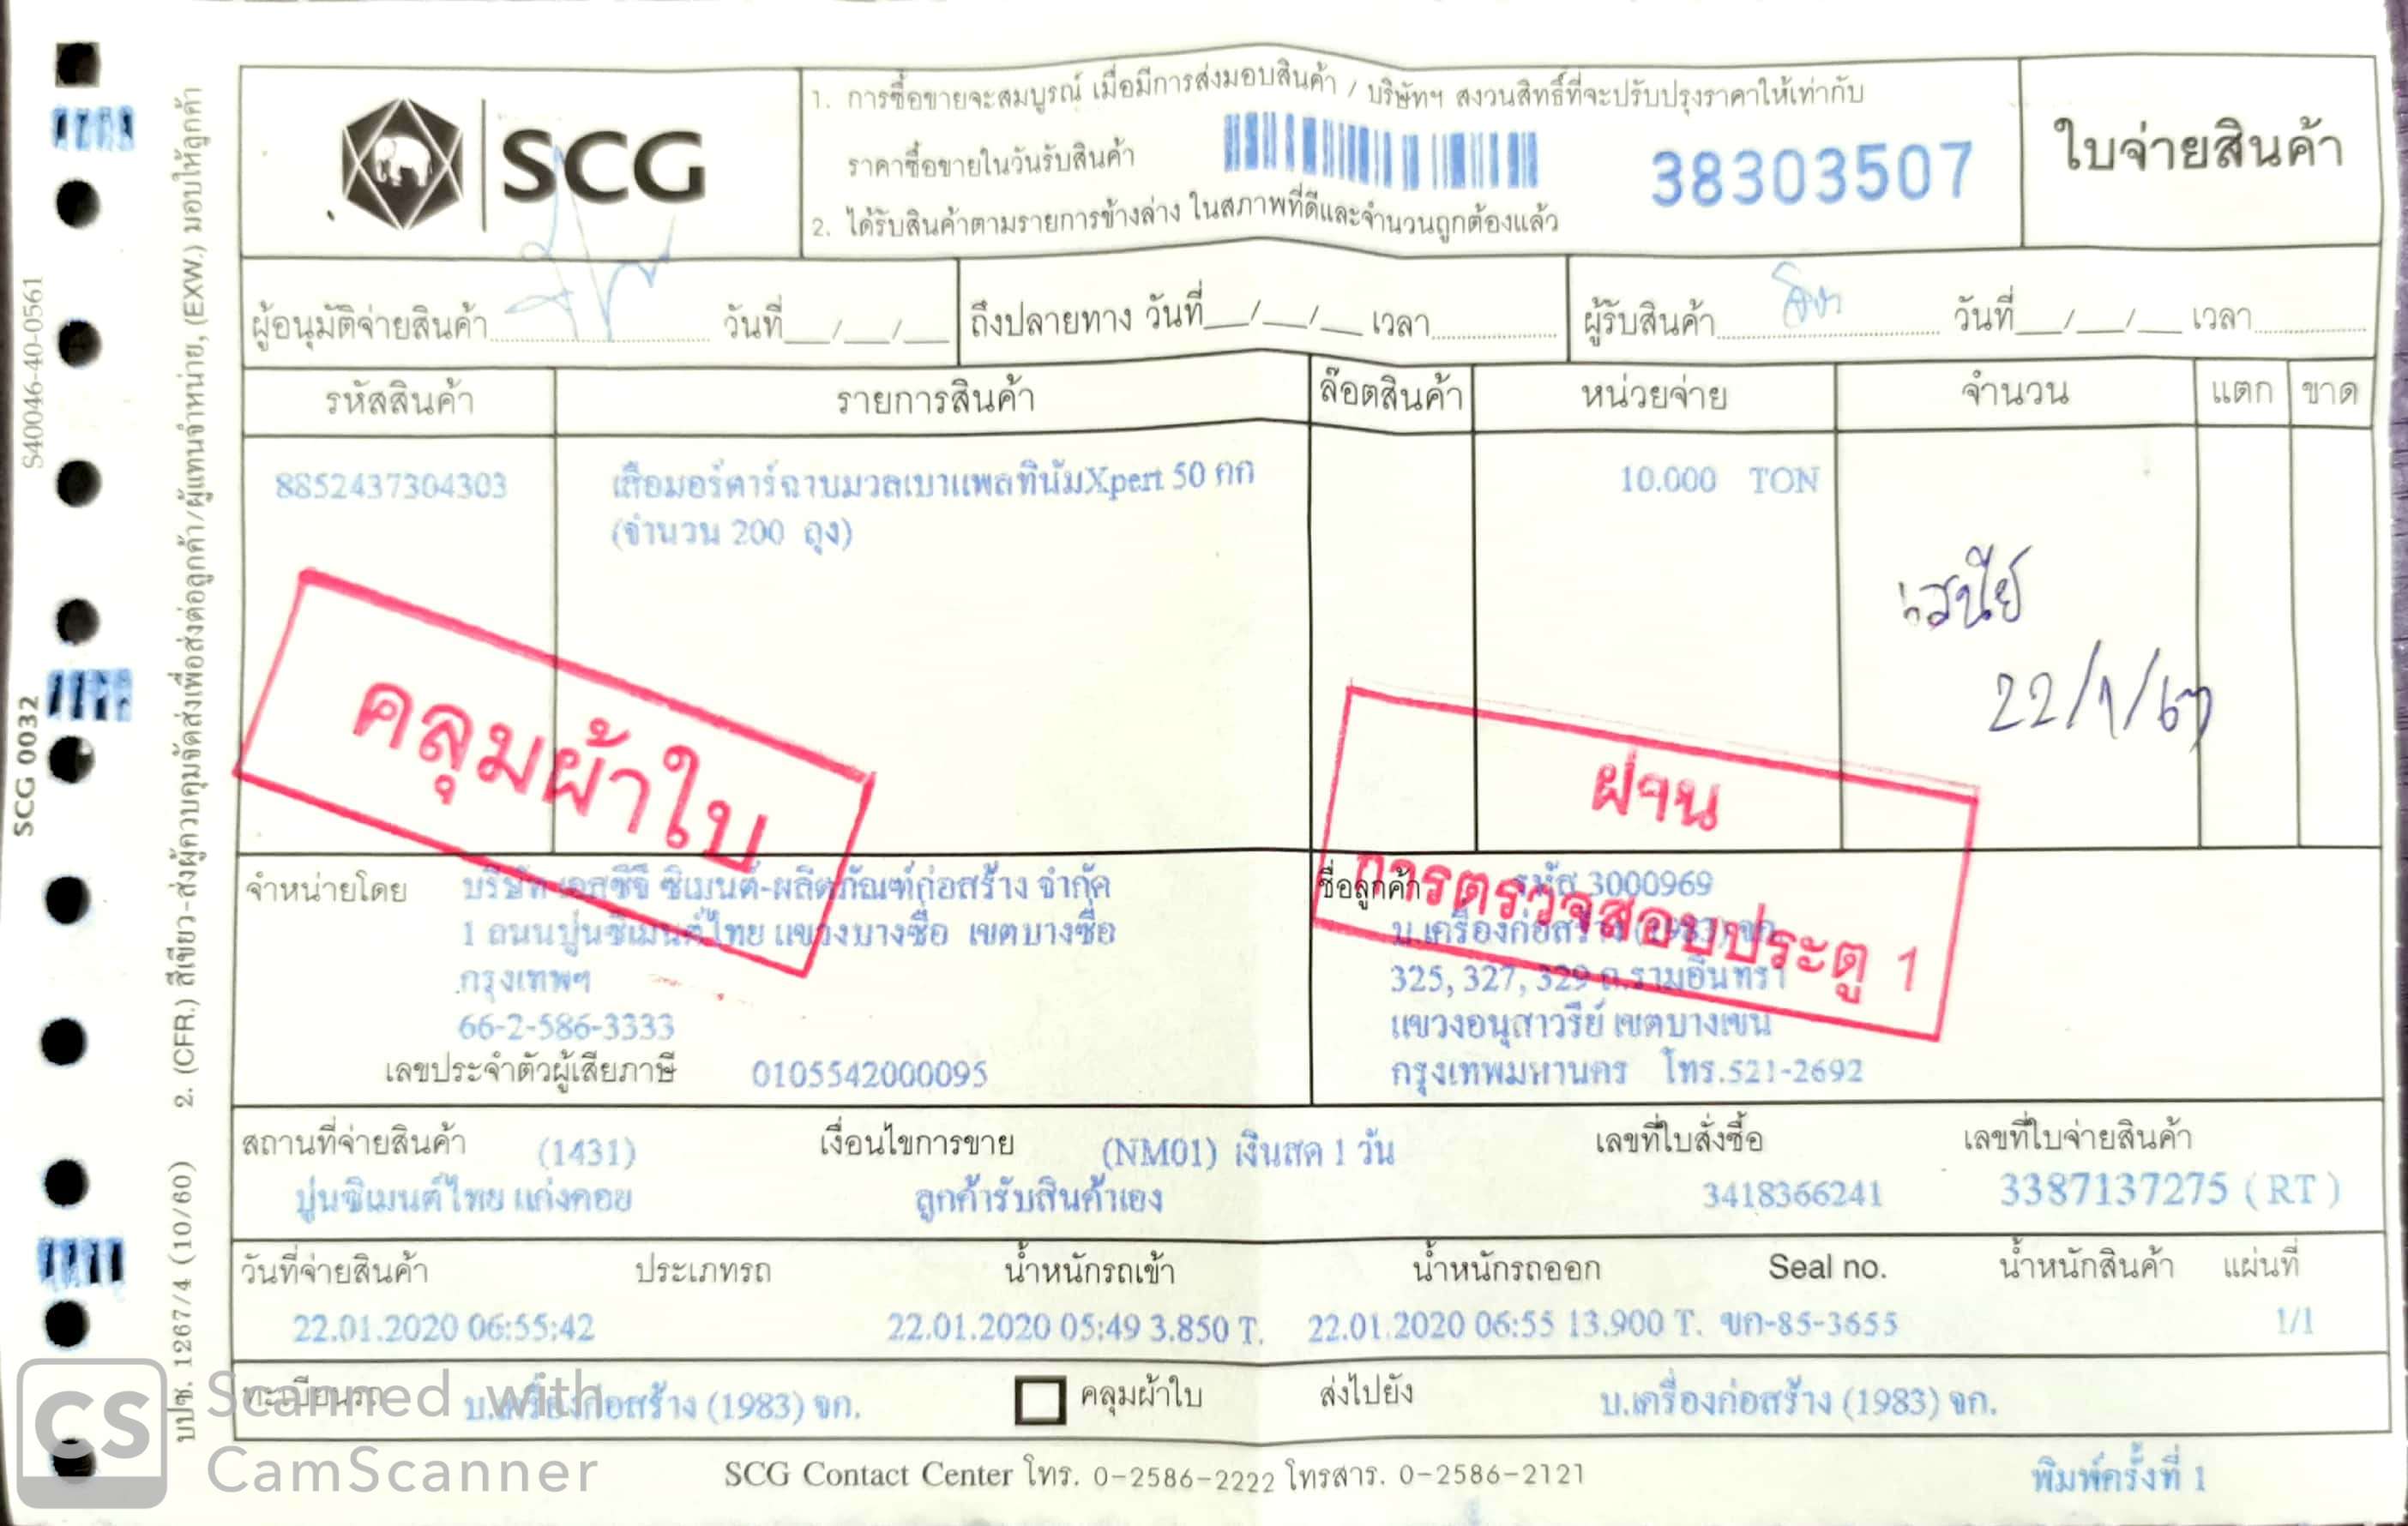 SCG
1. การซื้อขายจะสมบูรณ์ เมื่อมีการส่งมอบสินค้า / บริษัทฯ สงวนสิทธิ์ที่จะปรับปรุงราคาให้เท่ากับ
ราคาซื้อขายในวันรับสินค้า
38303507
2. ได้รับสินค้าตามรายการข้างล่าง ในสภาพที่ดีและจำนวนถูกต้องแล้ว
ใบจ่ายสินค้า
ผู้อนุมัติจ่ายสินค้า วันที่__/__/__ ถึงปลายทาง วันที่__/__/__ เวลา ผู้รับสินค้า วันที่__/__/__ เวลา
รหัสสินค้า รายการสินค้า ล๊อตสินค้า หน่วยจ่าย จำนวน แตก ขาด
8852437304303 เสือมอร์ตาร์ฉาบมวลเบาแพลทินัมXpert 50 กก 10.000 TON
(จำนวน 200 ถุง)
เสนีย์
22/1/63
คลุมผ้าใบ
ผ่าน
การตรวจสอบประตู 1
จำหน่ายโดย บริษัท เอสซีจี ซิเมนต์-ผลิตภัณฑ์ก่อสร้าง จำกัด
1 ถนนปูนซิเมนต์ไทย แขวงบางซื่อ เขตบางซื่อ
กรุงเทพฯ
66-2-586-3333
เลขประจำตัวผู้เสียภาษี 0105542000095
ชื่อลูกค้า รหัส 3000969
บ.เครื่องก่อสร้าง (1983) จก.
325, 327, 329 ถ.รามอินทรา
แขวงอนุสาวรีย์ เขตบางเขน
กรุงเทพมหานคร โทร.521-2692
สถานที่จ่ายสินค้า (1431) เงื่อนไขการขาย (NM01) เงินสด 1 วัน เลขที่ใบสั่งซื้อ เลขที่ใบจ่ายสินค้า
ปูนซิเมนต์ไทย แก่งคอย ลูกค้ารับสินค้าเอง 3418366241 3387137275 (RT)
วันที่จ่ายสินค้า ประเภทรถ น้ำหนักรถเข้า น้ำหนักรถออก Seal no. น้ำหนักสินค้า แผ่นที่
22.01.2020 06:55:42 22.01.2020 05:49 3.850 T. 22.01.2020 06:55 13.900 T. ขก-85-3655 1/1
ทะเบียนรถ บ.เครื่องก่อสร้าง (1983) จก. คลุมผ้าใบ ส่งไปยัง บ.เครื่องก่อสร้าง (1983) จก.
SCG Contact Center โทร. 0-2586-2222 โทรสาร. 0-2586-2121
พิมพ์ครั้งที่ 1
S40046-40-0561
SCG 0032
บปซ. 1267/4 (10/60) 2. (CFR.) สีเขียว-ส่งผู้ควบคุมจัดส่งเพื่อส่งต่อลูกค้า/ผู้แทนจำหน่าย, (EXW.) มอบให้ลูกค้า
CS Scanned with
CamScanner